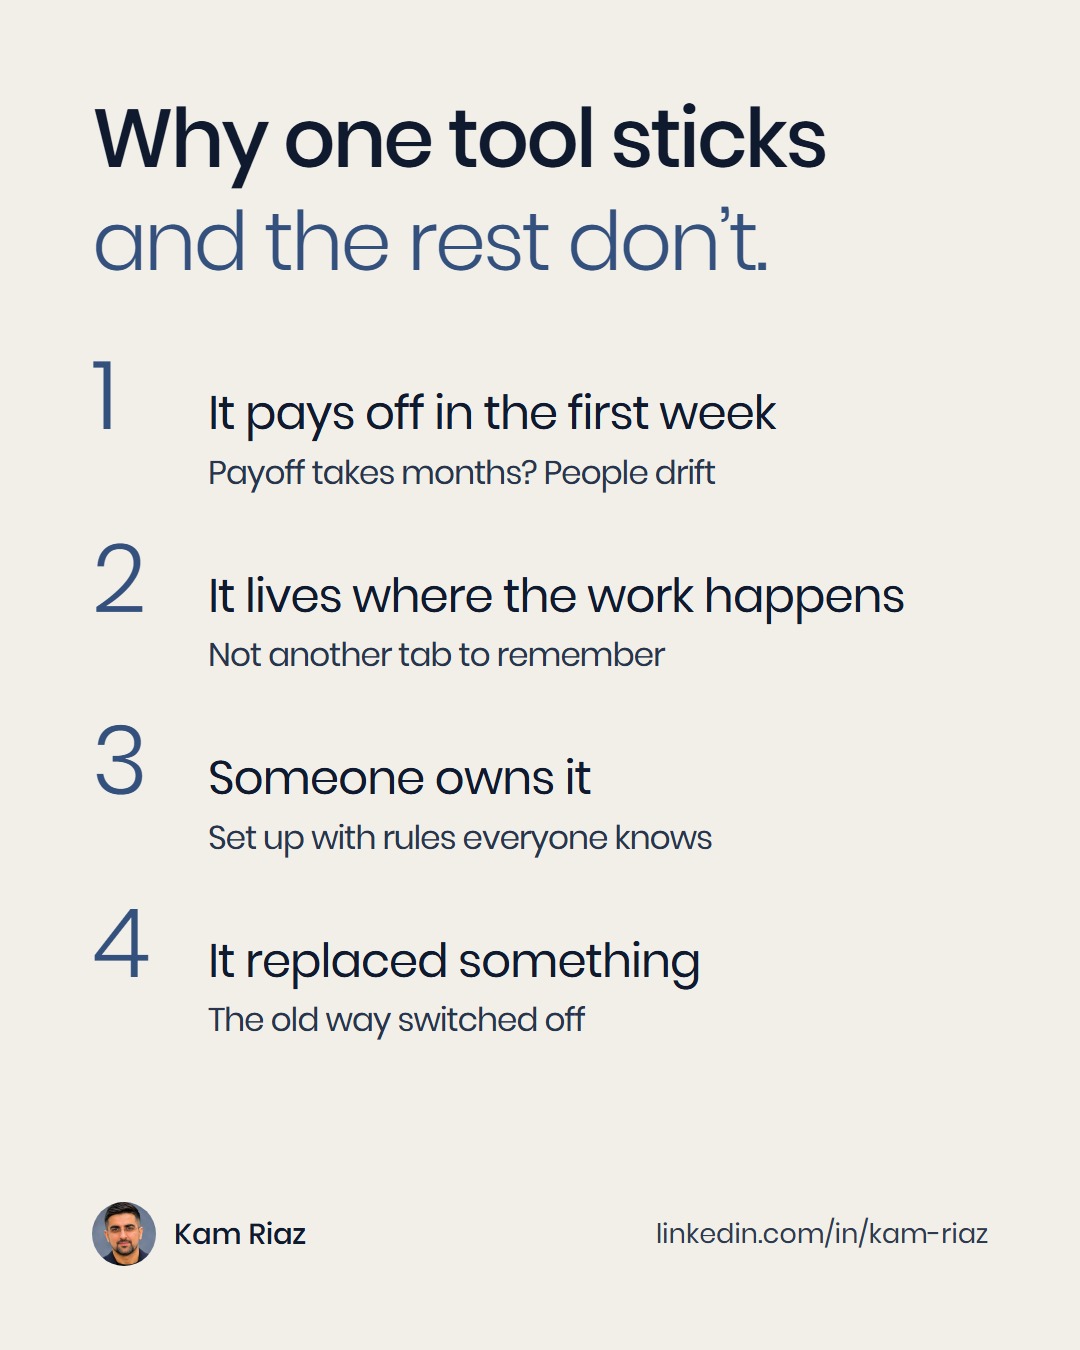 Why one tool sticks
and the rest don’t.
1
It pays off in the first week
Payoff takes months? People drift
2
It lives where the work happens
Not another tab to remember
3
Someone owns it
Set up with rules everyone knows
4
It replaced something
The old way switched off
Kam Riaz
linkedin.com/in/kam-riaz